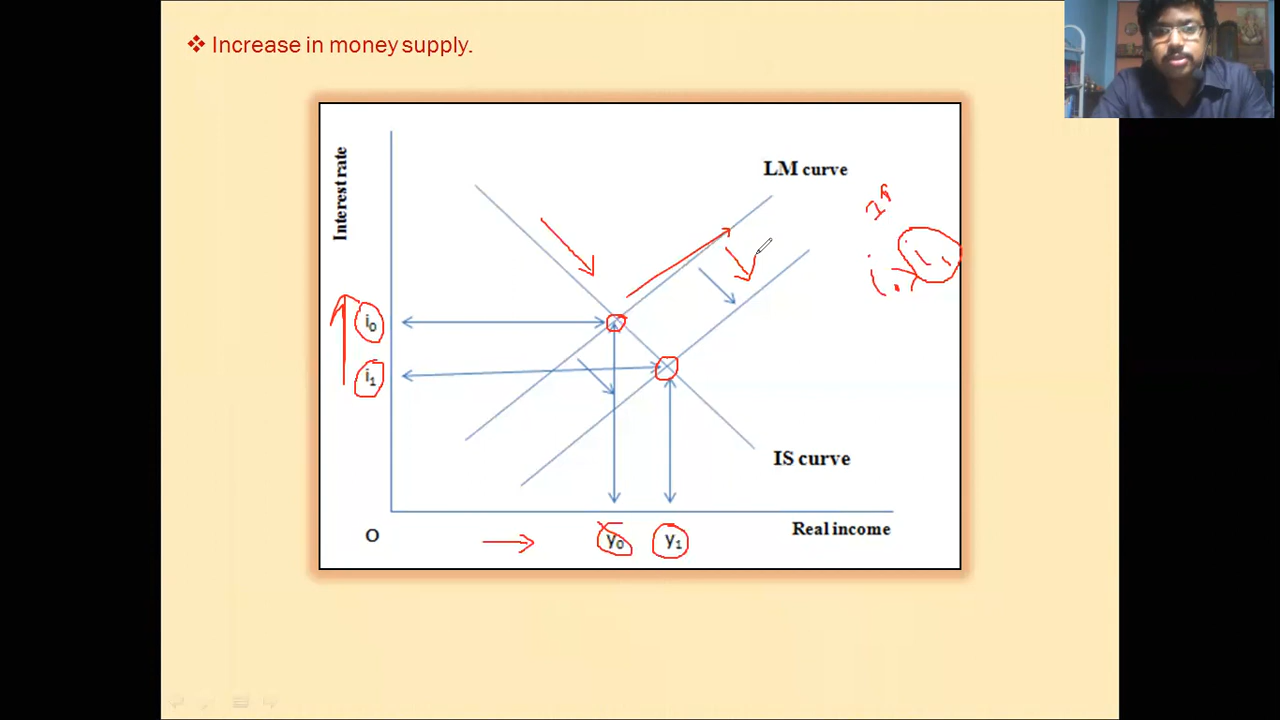 ❖ Increase in money supply.
Interest rate
LM curve
i₀
i₁
IS curve
O
y₀
y₁
Real income